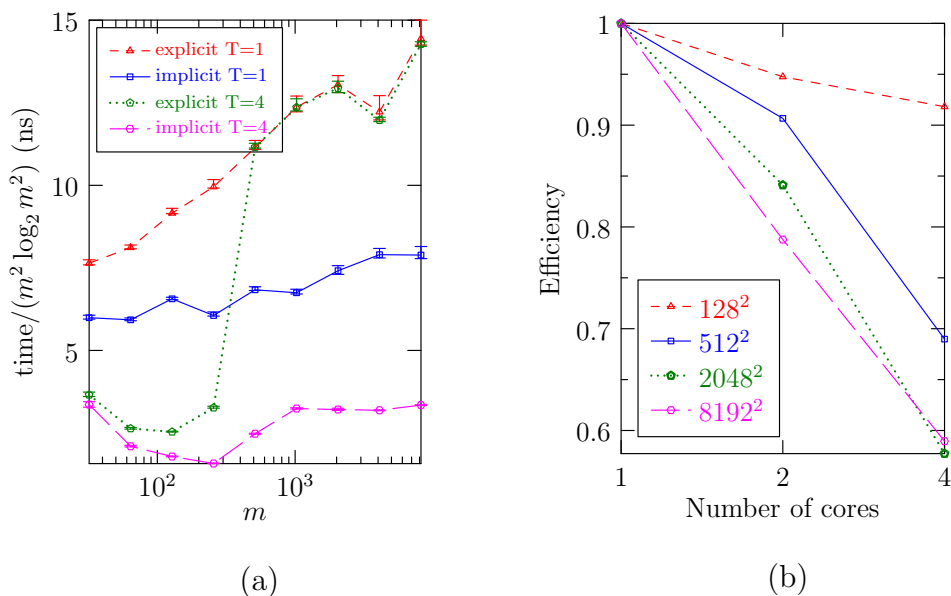 time/(m² log₂ m²) (ns)
15
10
5
explicit T=1
implicit T=1
explicit T=4
implicit T=4
10²
10³
m
(a)
Efficiency
1
0.9
0.8
0.7
0.6
128²
512²
2048²
8192²
1
2
4
Number of cores
(b)